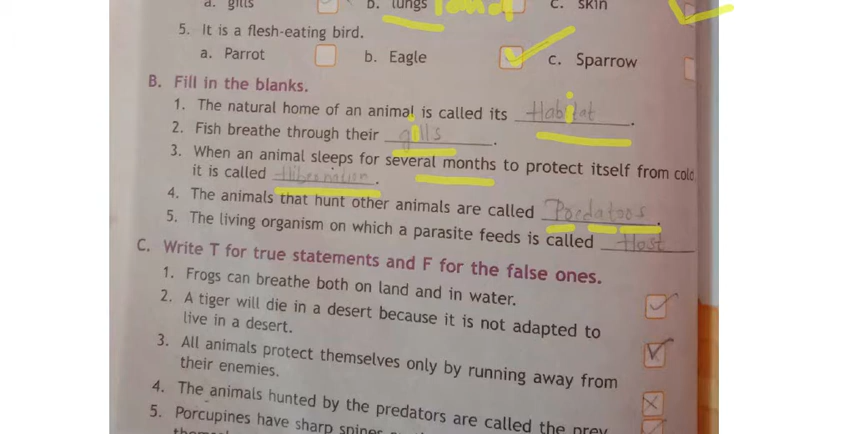 a. gills b. lungs land c. skin
5. It is a flesh-eating bird.
a. Parrot b. Eagle c. Sparrow
B. Fill in the blanks.
1. The natural home of an animal is called its Habitat.
2. Fish breathe through their gills.
3. When an animal sleeps for several months to protect itself from cold,
it is called Hibernation.
4. The animals that hunt other animals are called Predators.
5. The living organism on which a parasite feeds is called Host
C. Write T for true statements and F for the false ones.
1. Frogs can breathe both on land and in water.
2. A tiger will die in a desert because it is not adapted to
live in a desert.
3. All animals protect themselves only by running away from
their enemies.
4. The animals hunted by the predators are called the prey
5. Porcupines have sharp spines